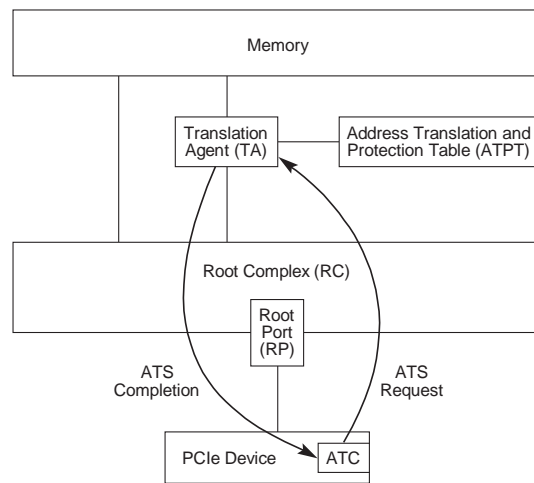 Memory
Translation
Agent (TA)
Address Translation and
Protection Table (ATPT)
Root Complex (RC)
Root
Port
(RP)
ATS
Completion
ATS
Request
PCIe Device
ATC